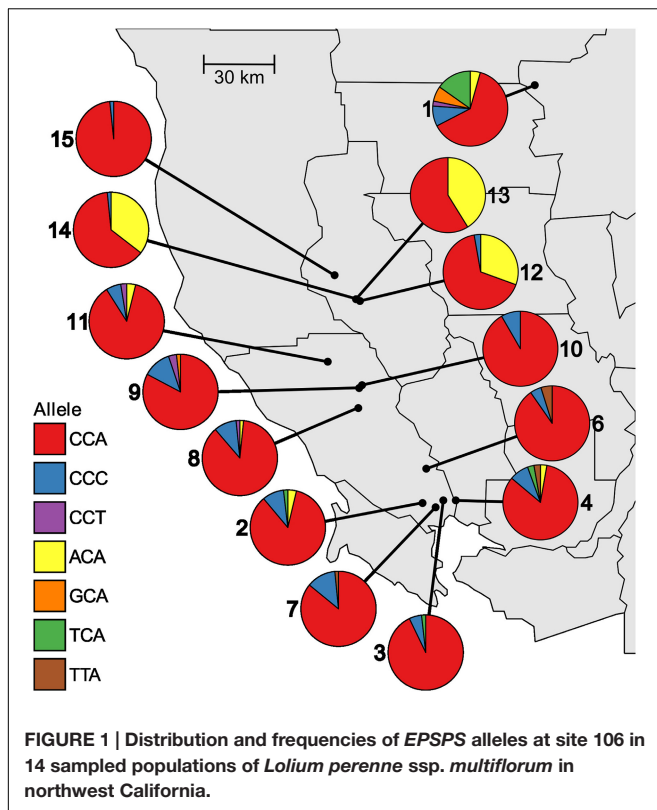 30 km
1
15
13
14
12
11
10
9
6
8
4
2
7
3
Allele
CCA
CCC
CCT
ACA
GCA
TCA
TTA
FIGURE 1 | Distribution and frequencies of EPSPS alleles at site 106 in
14 sampled populations of Lolium perenne ssp. multiflorum in
northwest California.